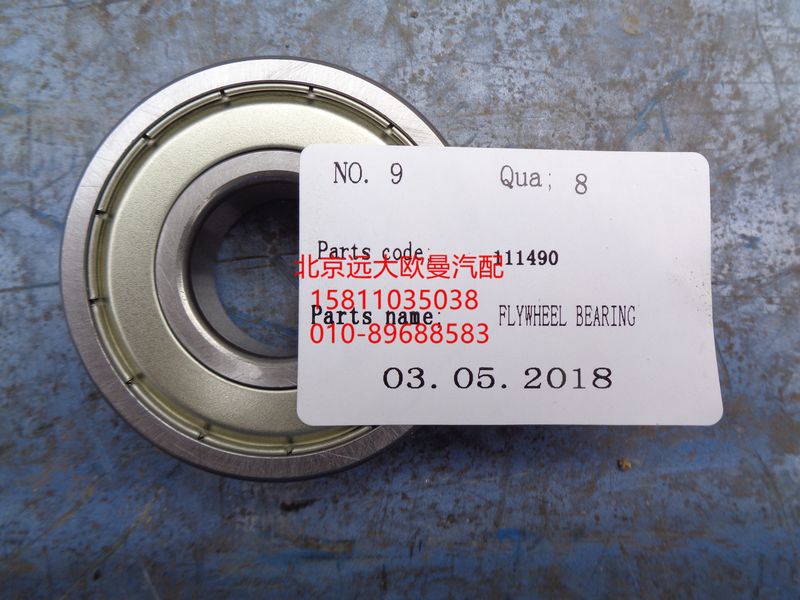 NO. 9 Qua; 8
Parts code; 111490
北京远大欧曼汽配
15811035038
Parts name; FLYWHEEL BEARING
010-89688583
03.05.2018